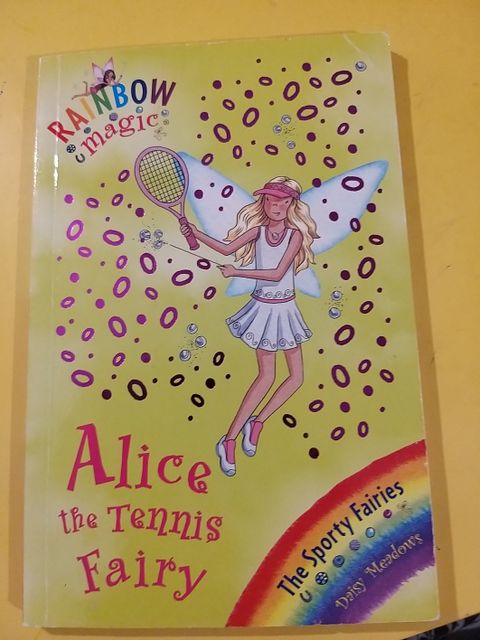 RAINBOW
magic
Alice
the Tennis
Fairy
The Sporty Fairies
Daisy Meadows